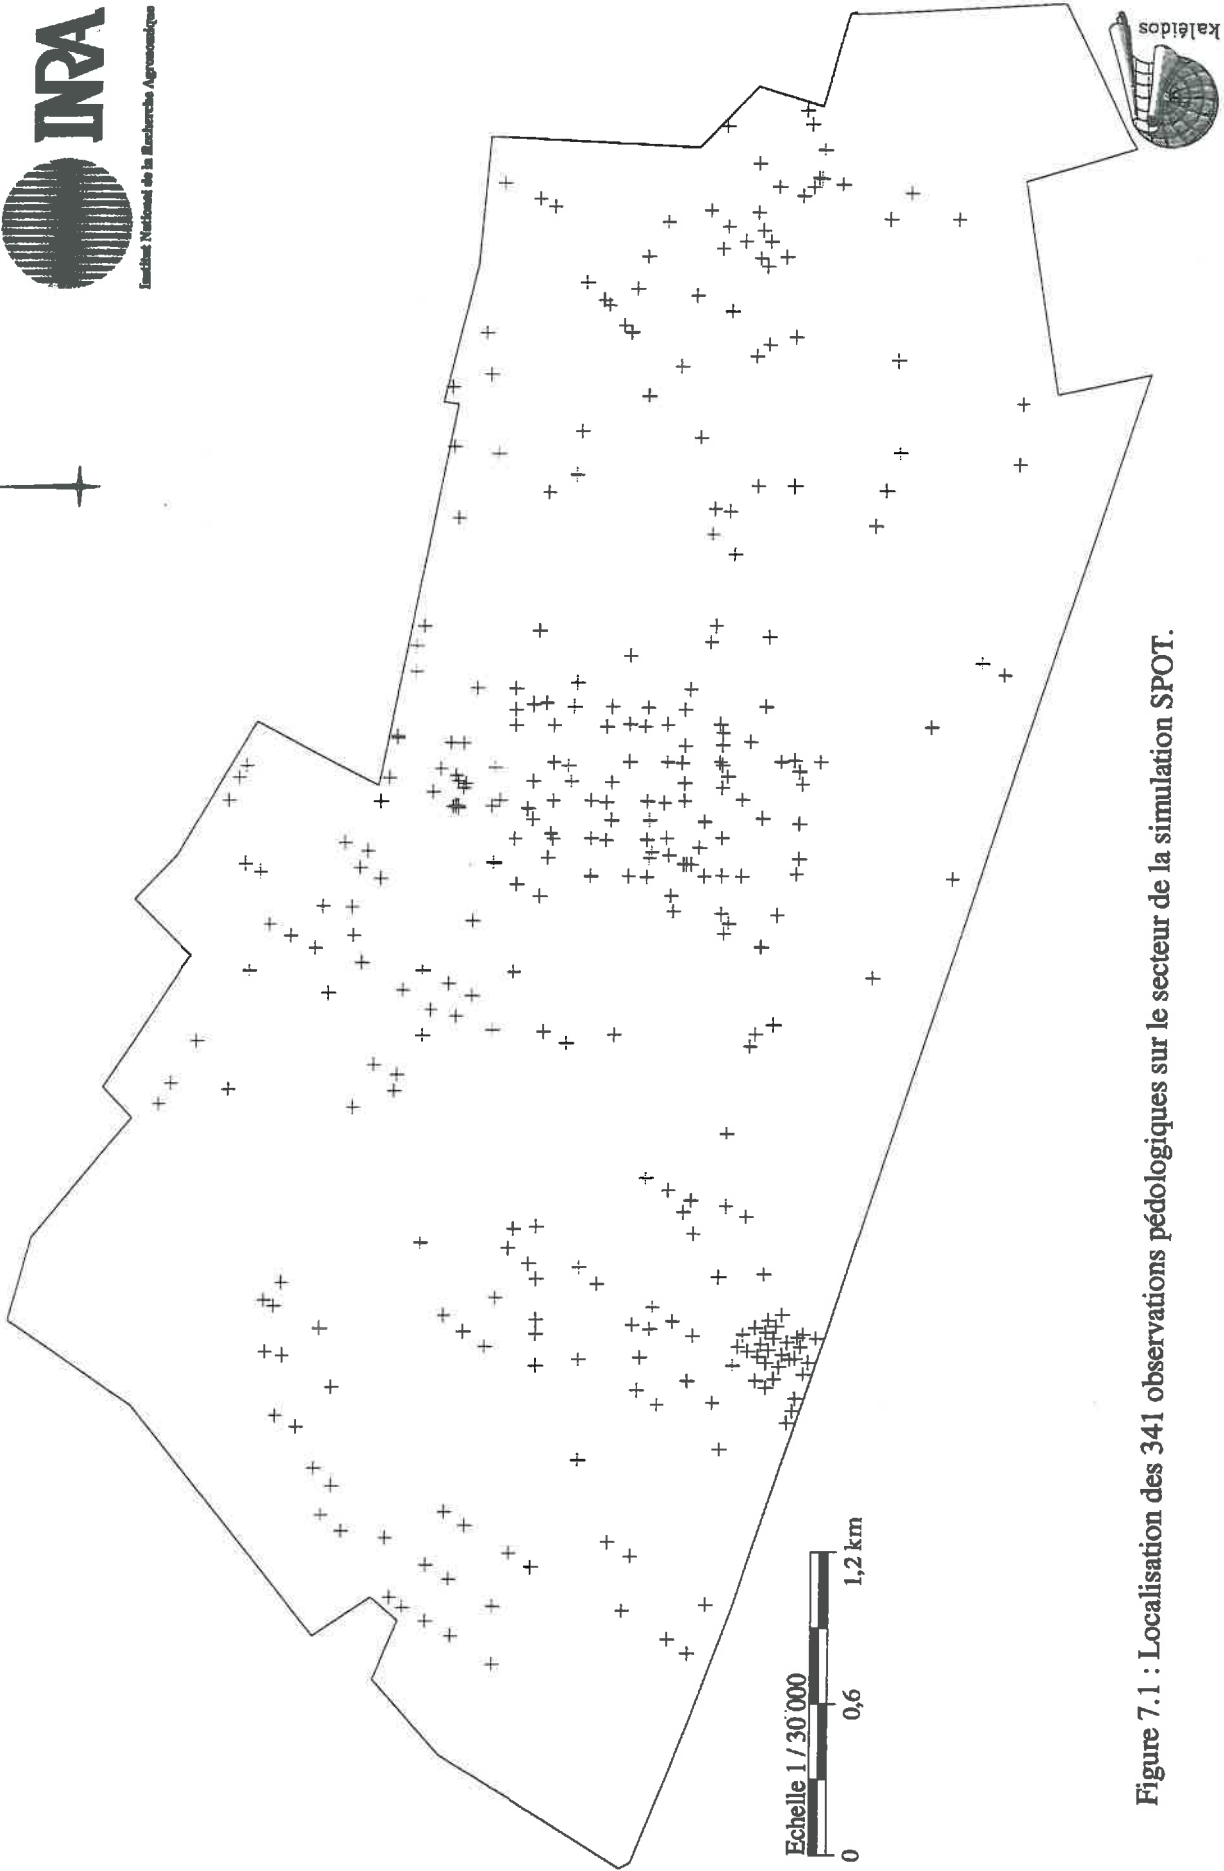 INRA
Institut National de la Recherche Agronomique
kaléidos
Echelle 1 / 30 000
0 0,6 1,2 km
Figure 7.1 : Localisation des 341 observations pédologiques sur le secteur de la simulation SPOT.